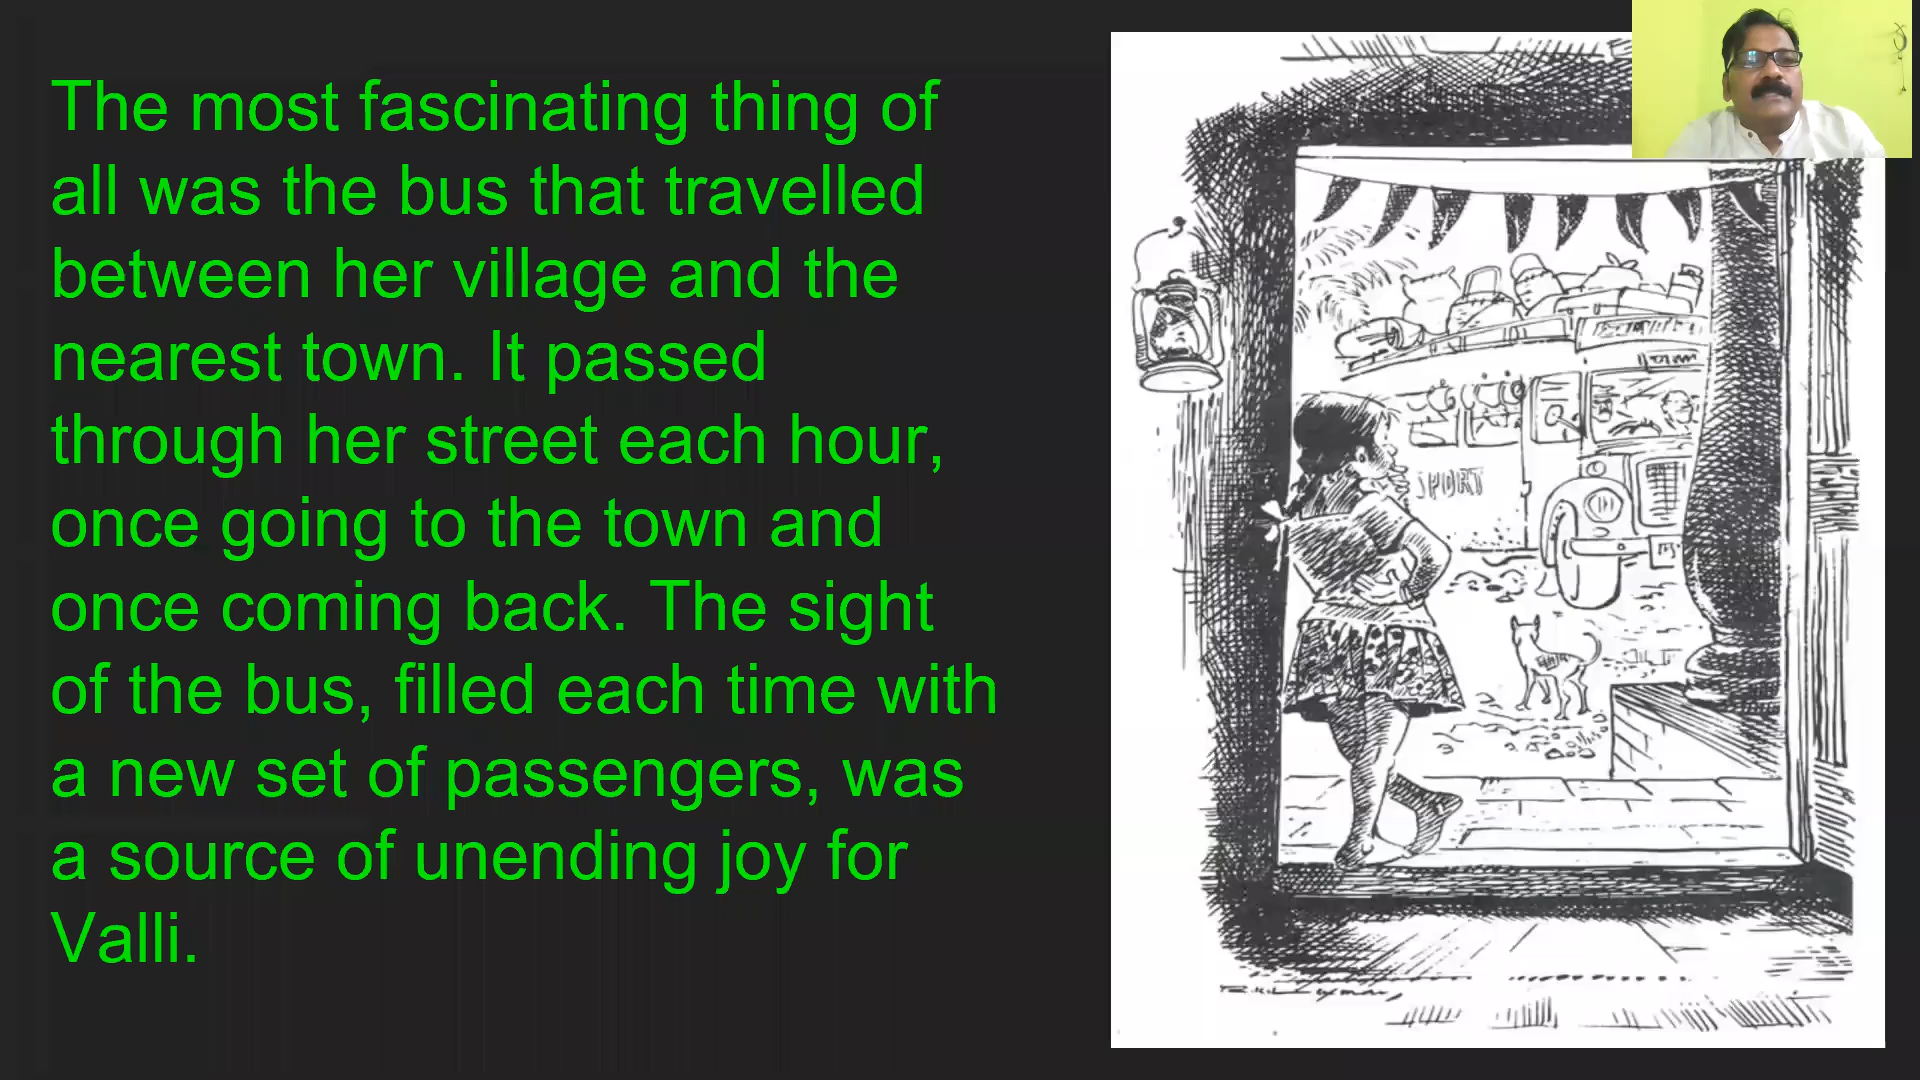 The most fascinating thing of
all was the bus that travelled
between her village and the
nearest town. It passed
through her street each hour,
once going to the town and
once coming back. The sight
of the bus, filled each time with
a new set of passengers, was
a source of unending joy for
Valli.
SPORT